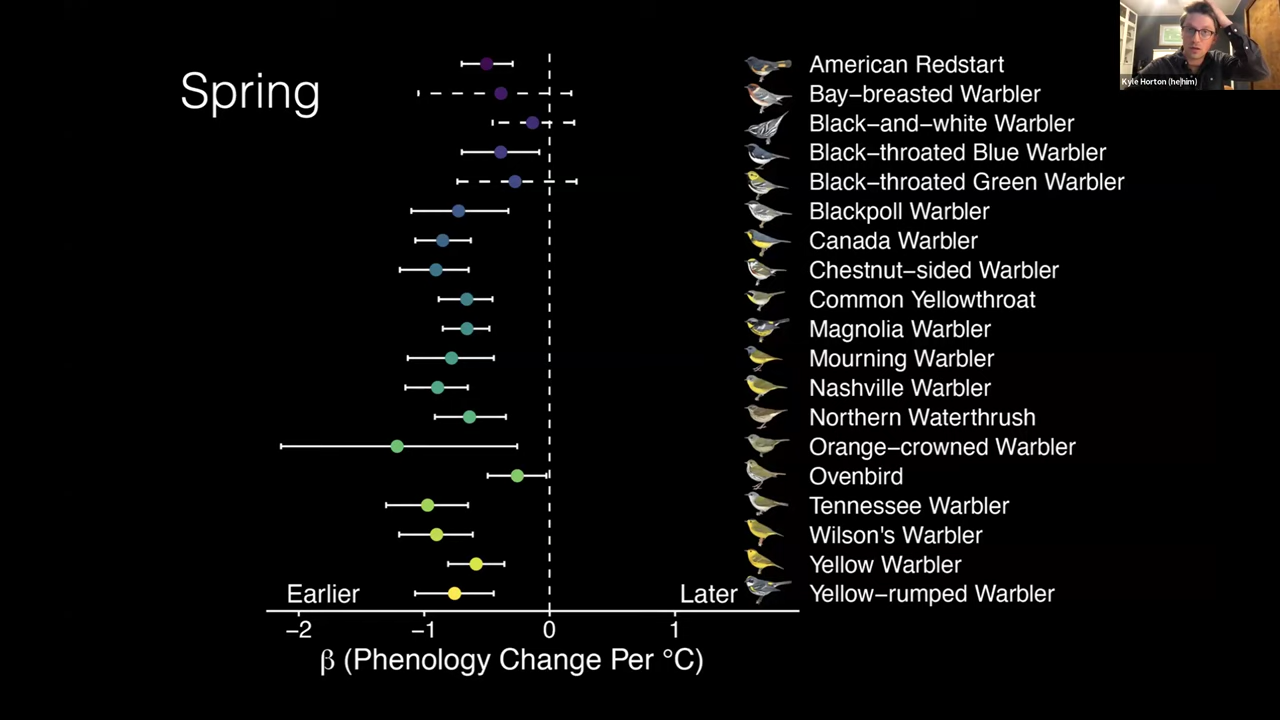 Spring
American Redstart
Bay−breasted Warbler
Black−and−white Warbler
Black−throated Blue Warbler
Black−throated Green Warbler
Blackpoll Warbler
Canada Warbler
Chestnut−sided Warbler
Common Yellowthroat
Magnolia Warbler
Mourning Warbler
Nashville Warbler
Northern Waterthrush
Orange−crowned Warbler
Ovenbird
Tennessee Warbler
Wilson's Warbler
Yellow Warbler
Yellow−rumped Warbler
Earlier Later
−2 −1 0 1
β (Phenology Change Per °C)
Kyle Horton (he|him)